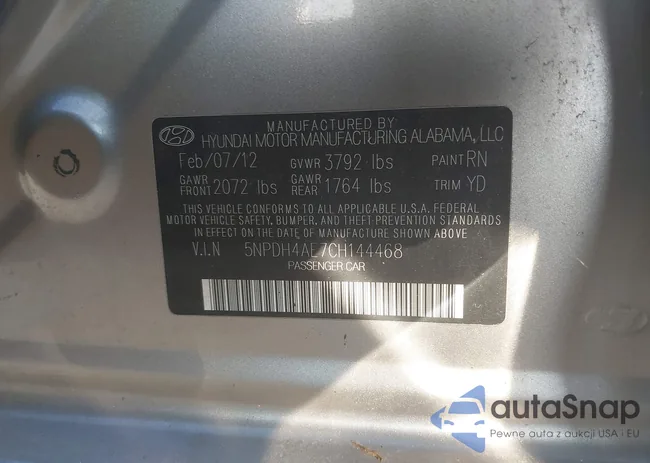 MANUFACTURED BY
HYUNDAI MOTOR MANUFACTURING ALABAMA, LLC
Feb/07/12 GVWR 3792 lbs PAINT RN
GAWR FRONT 2072 lbs GAWR REAR 1764 lbs TRIM YD
THIS VEHICLE CONFORMS TO ALL APPLICABLE U.S.A. FEDERAL
MOTOR VEHICLE SAFETY, BUMPER, AND THEFT PREVENTION STANDARDS
IN EFFECT ON THE DATE OF MANUFACTURE SHOWN ABOVE
V.I.N 5NPDH4AE7CH144468
PASSENGER CAR
autaSnap
Pewne auta z aukcji USA i EU